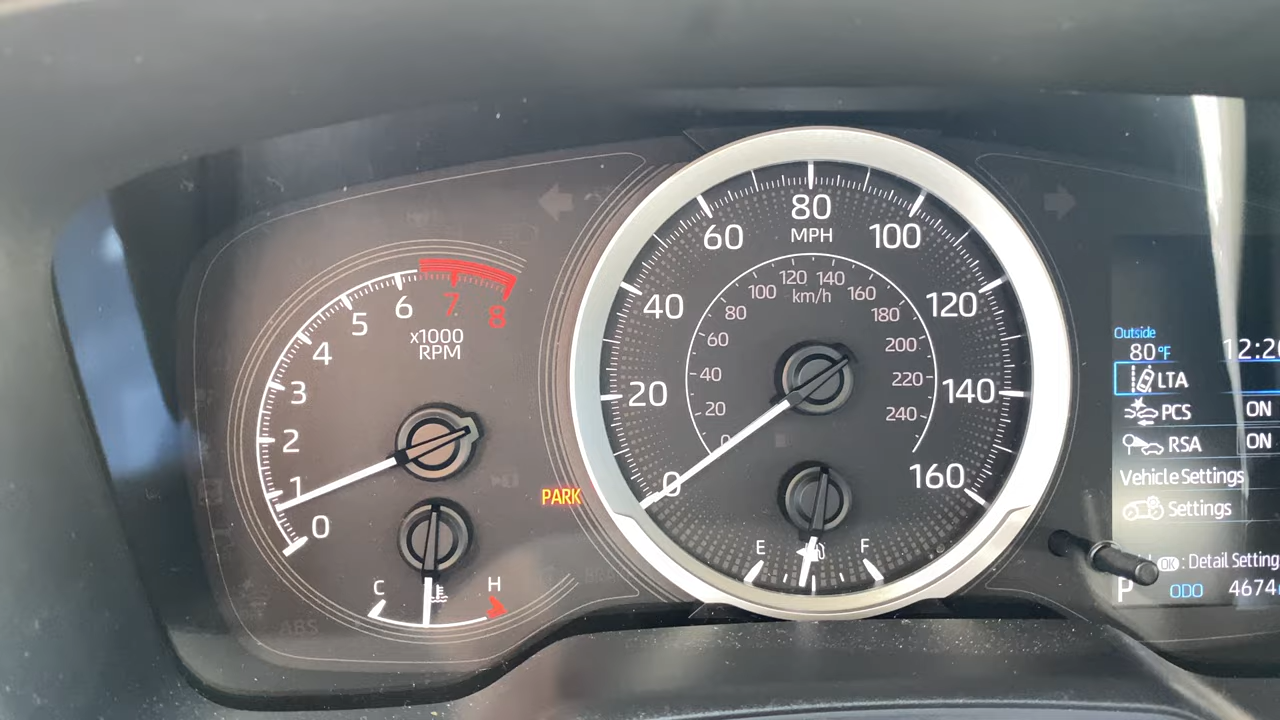 0
1
2
3
4
5
6
7
8
x1000
RPM
C
H
ABS
PARK
0
20
40
60
80
100
120
140
160
MPH
0
20
40
60
80
100
120
140
160
180
200
220
240
km/h
E
F
Outside
80°F
12:2
LTA
PCS ON
RSA ON
Vehicle Settings
Settings
OK : Detail Setting
P ODO 4674